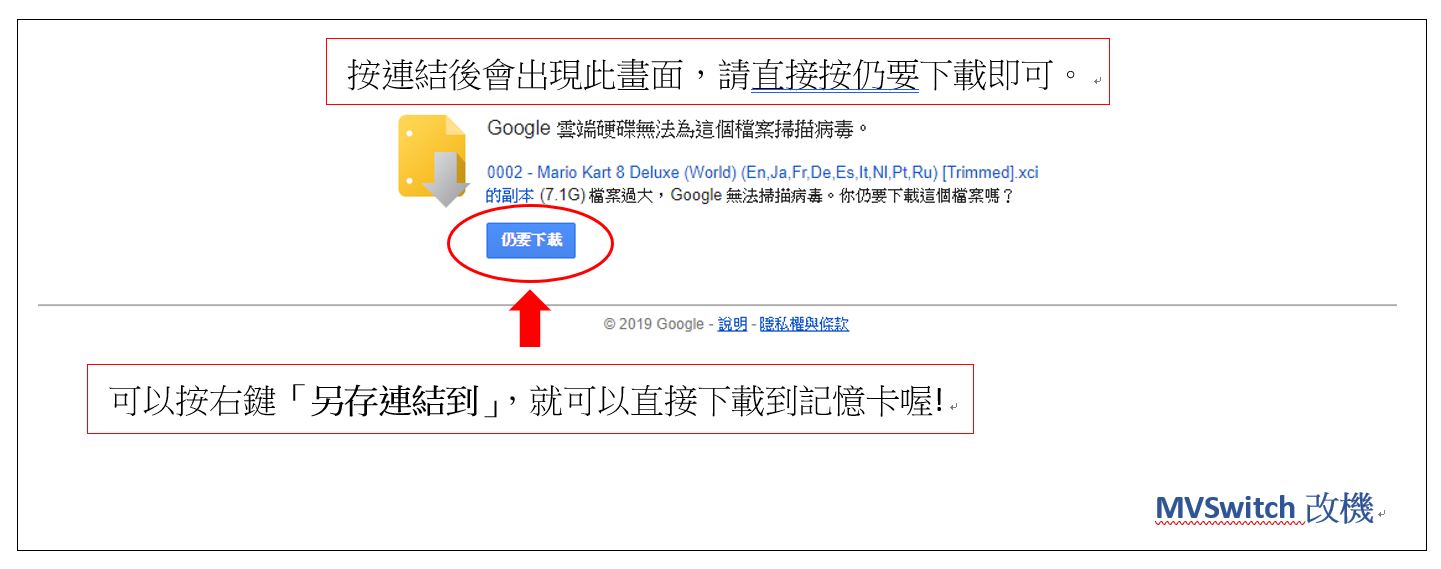 按連結後會出現此畫面，請直接按仍要下載即可。
Google 雲端硬碟無法為這個檔案掃描病毒。
0002 - Mario Kart 8 Deluxe (World) (En,Ja,Fr,De,Es,It,Nl,Pt,Ru) [Trimmed].xci
的副本 (7.1G) 檔案過大，Google 無法掃描病毒。你仍要下載這個檔案嗎？
仍要下載
© 2019 Google - 說明 - 隱私權與條款
可以按右鍵「另存連結到」，就可以直接下載到記憶卡喔!
MVSwitch 改機